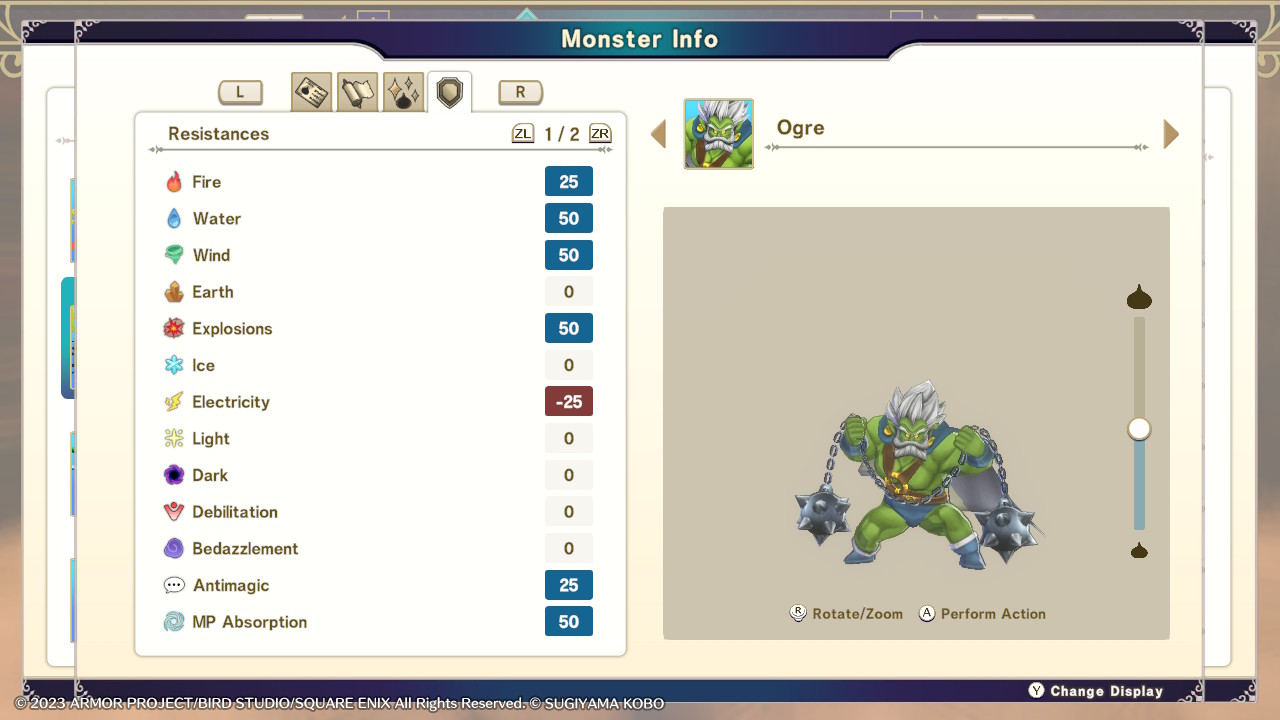 Monster Info
L
R
Resistances
ZL 1 / 2 ZR
Fire 25
Water 50
Wind 50
Earth 0
Explosions 50
Ice 0
Electricity -25
Light 0
Dark 0
Debilitation 0
Bedazzlement 0
Antimagic 25
MP Absorption 50
Ogre
R Rotate/Zoom A Perform Action
Y Change Display
© 2023 ARMOR PROJECT/BIRD STUDIO/SQUARE ENIX All Rights Reserved. © SUGIYAMA KOBO